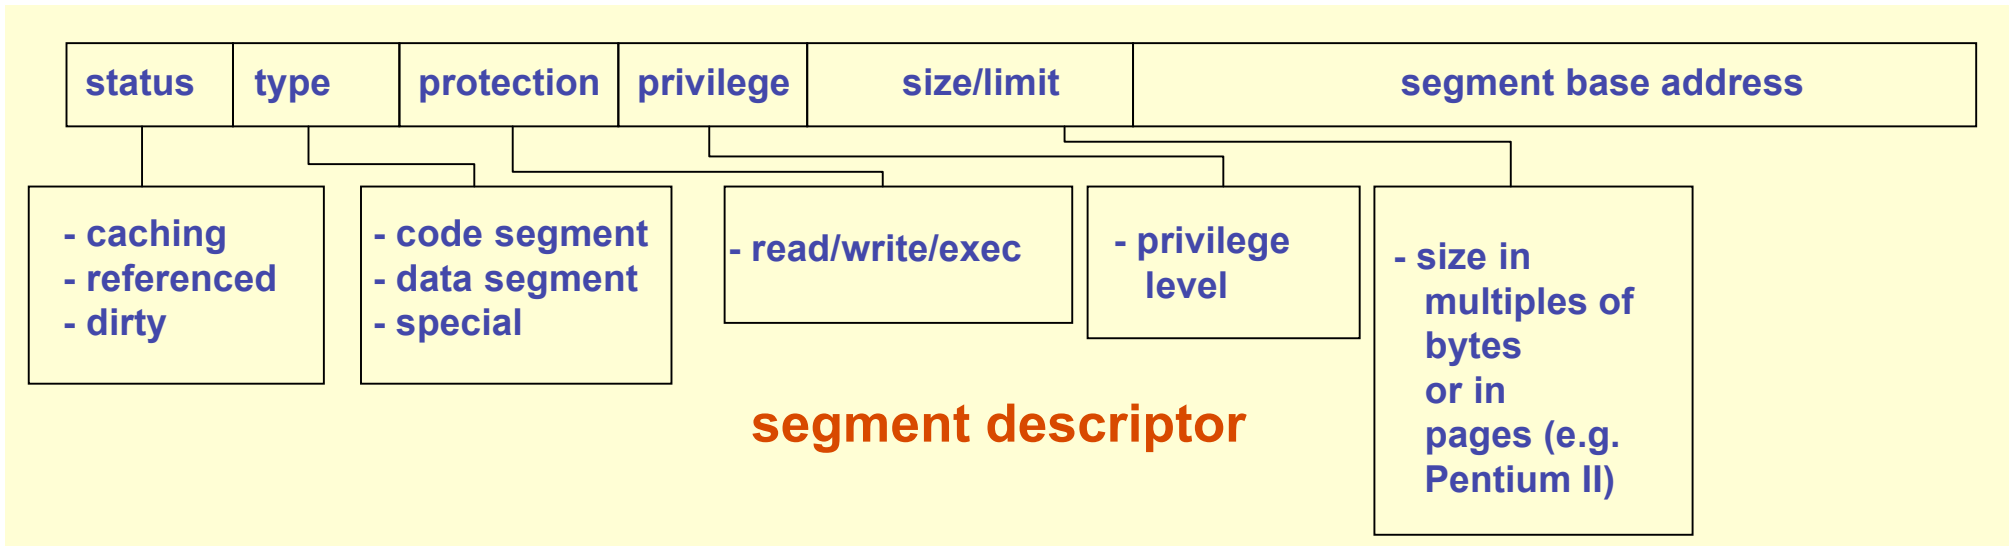 status type protection privilege size/limit segment base address
- caching
- referenced
- dirty
- code segment
- data segment
- special
- read/write/exec
- privilege
level
- size in
multiples of
bytes
or in
pages (e.g.
Pentium II)
segment descriptor